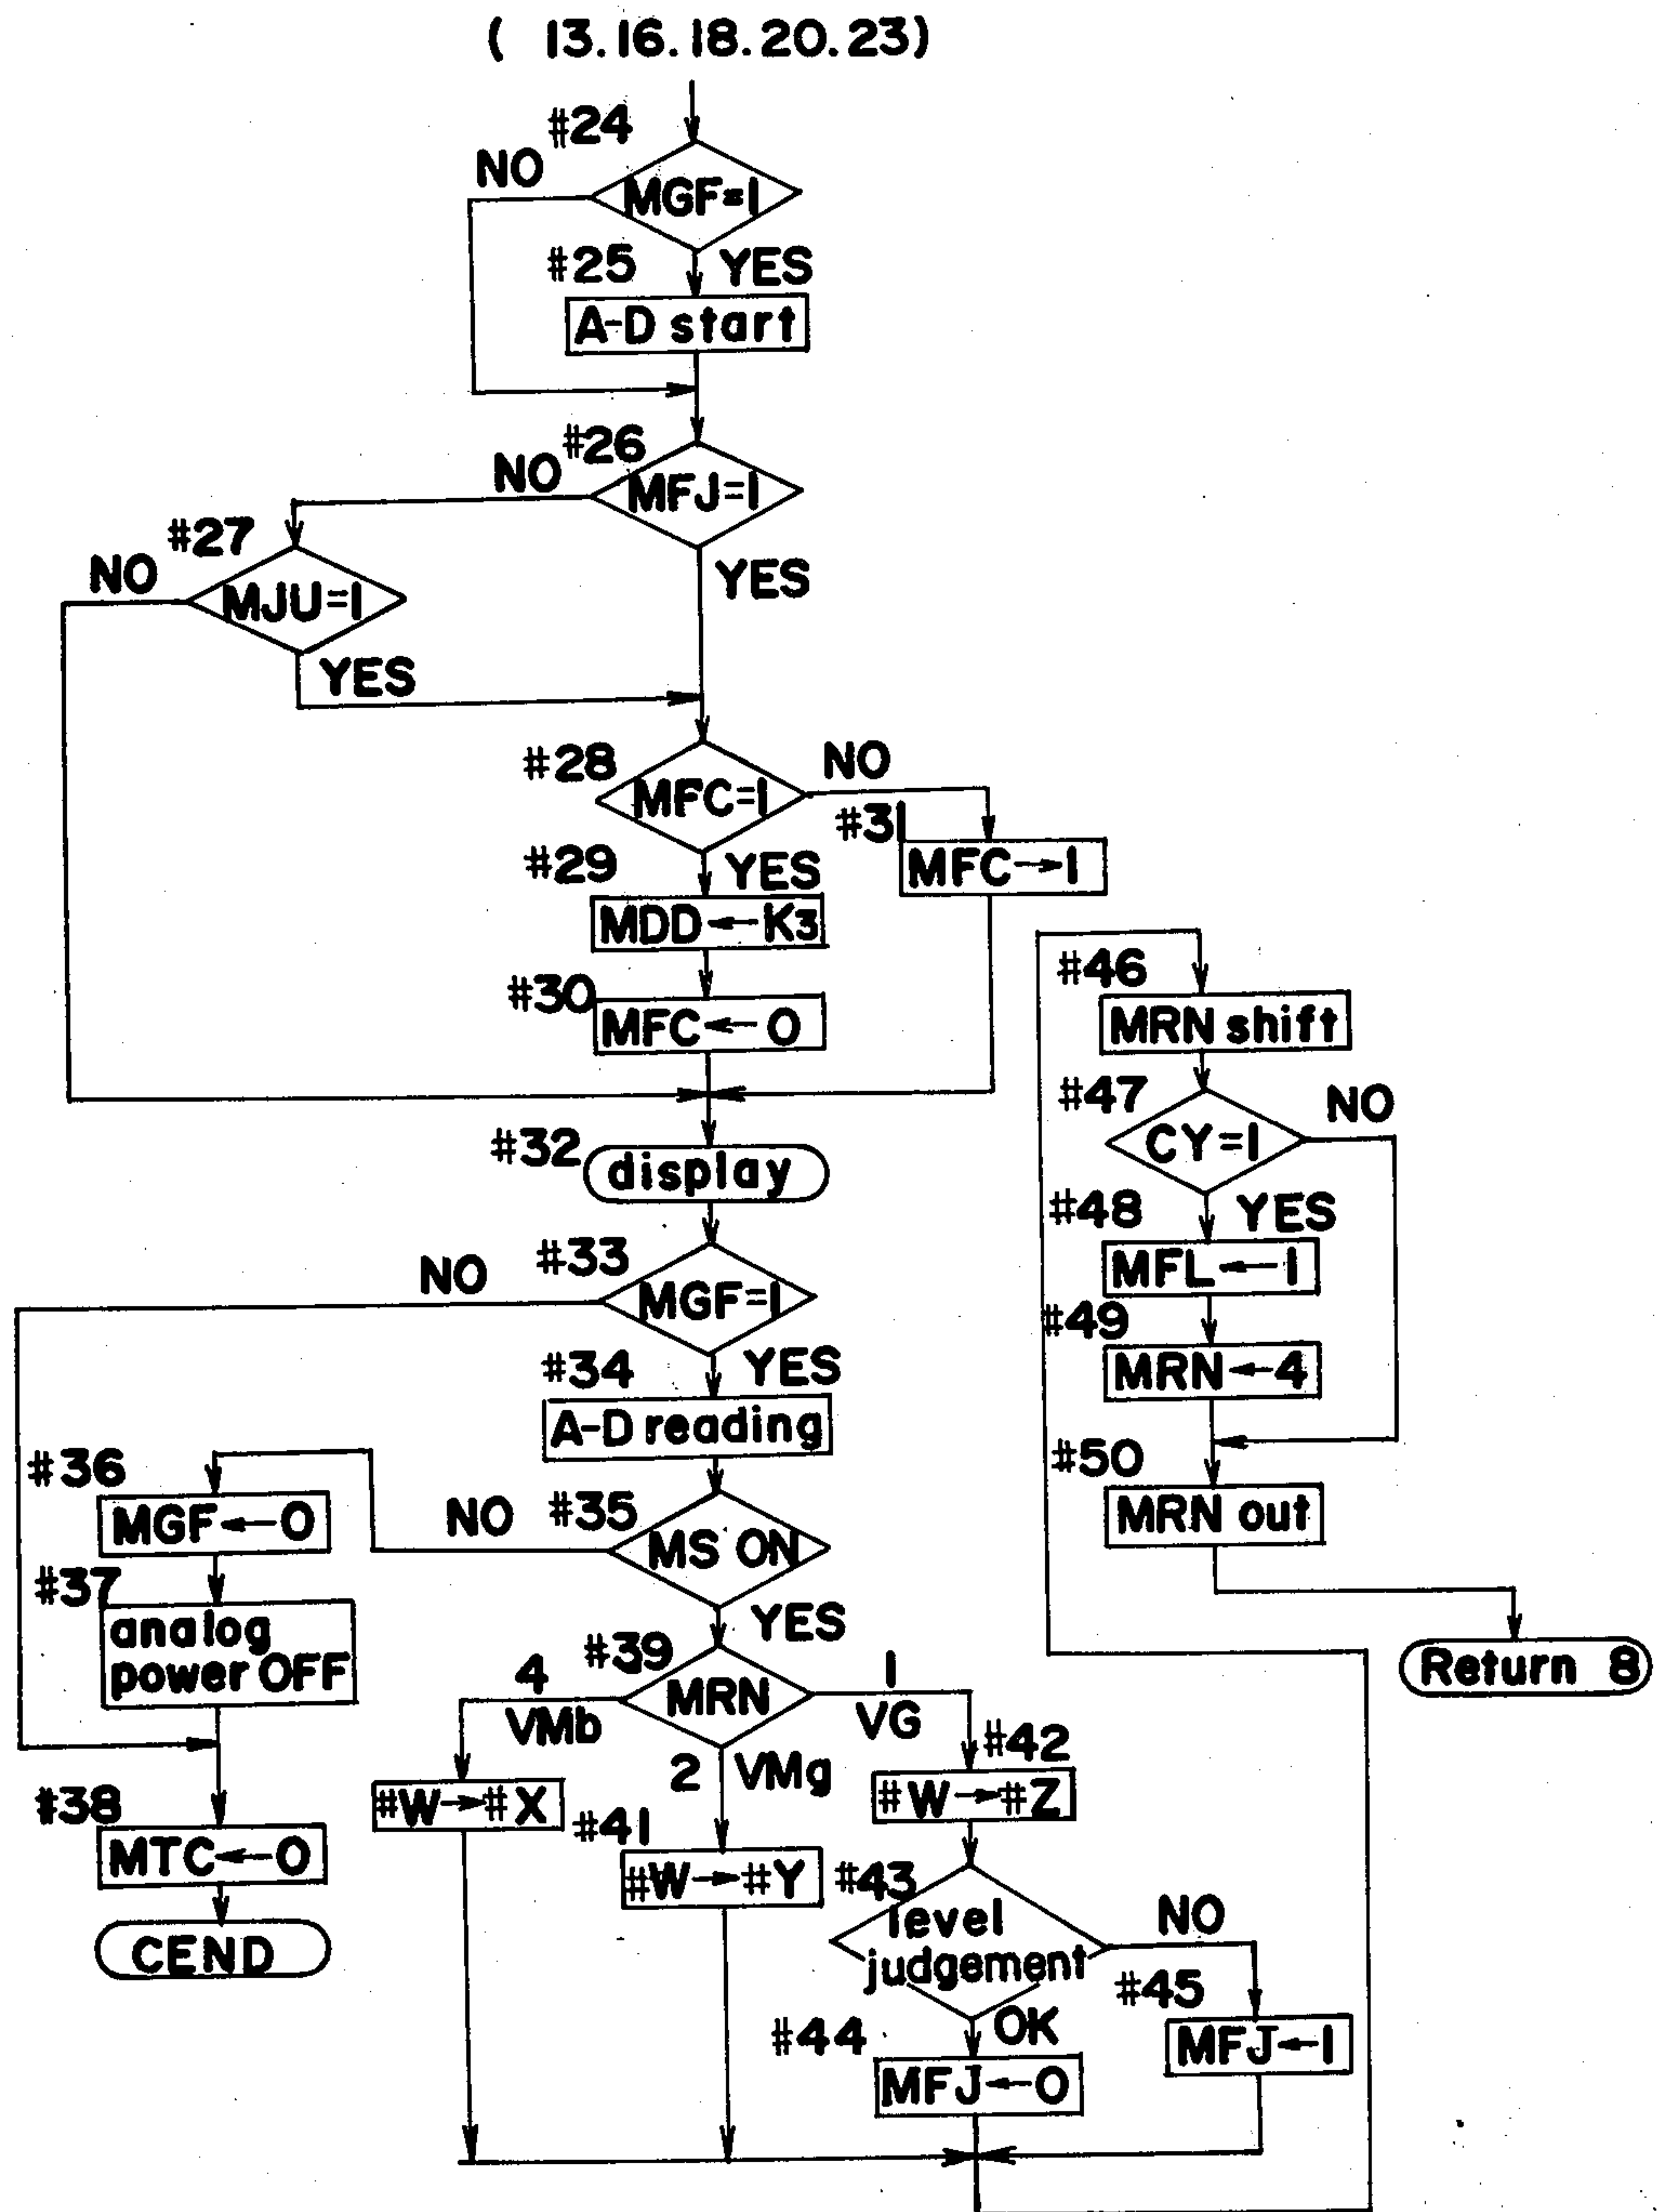 ( 13.16.18.20.23)
#24
NO
MGF=1
#25
YES
A-D start
#26
NO
MFJ=1
#27
NO
MJU=1
YES
YES
#28
NO
MFC=1
#31
MFC→1
#29
YES
MDD←K3
#30
MFC←0
#32
display
#33
NO
MGF=1
#34
YES
A-D reading
#36
MGF←0
NO
#35
MS ON
#37
analog
power OFF
YES
#39
MRN
4
VMb
1
VG
2
VMg
#38
MTC←0
CEND
#W→#X
#41
#W→#Y
#42
#W→#Z
#43
level
judgement
NO
#45
MFJ←1
OK
#44
MFJ←0
#46
MRN shift
#47
NO
CY=1
#48
YES
MFL←1
#49
MRN←4
#50
MRN out
Return 8